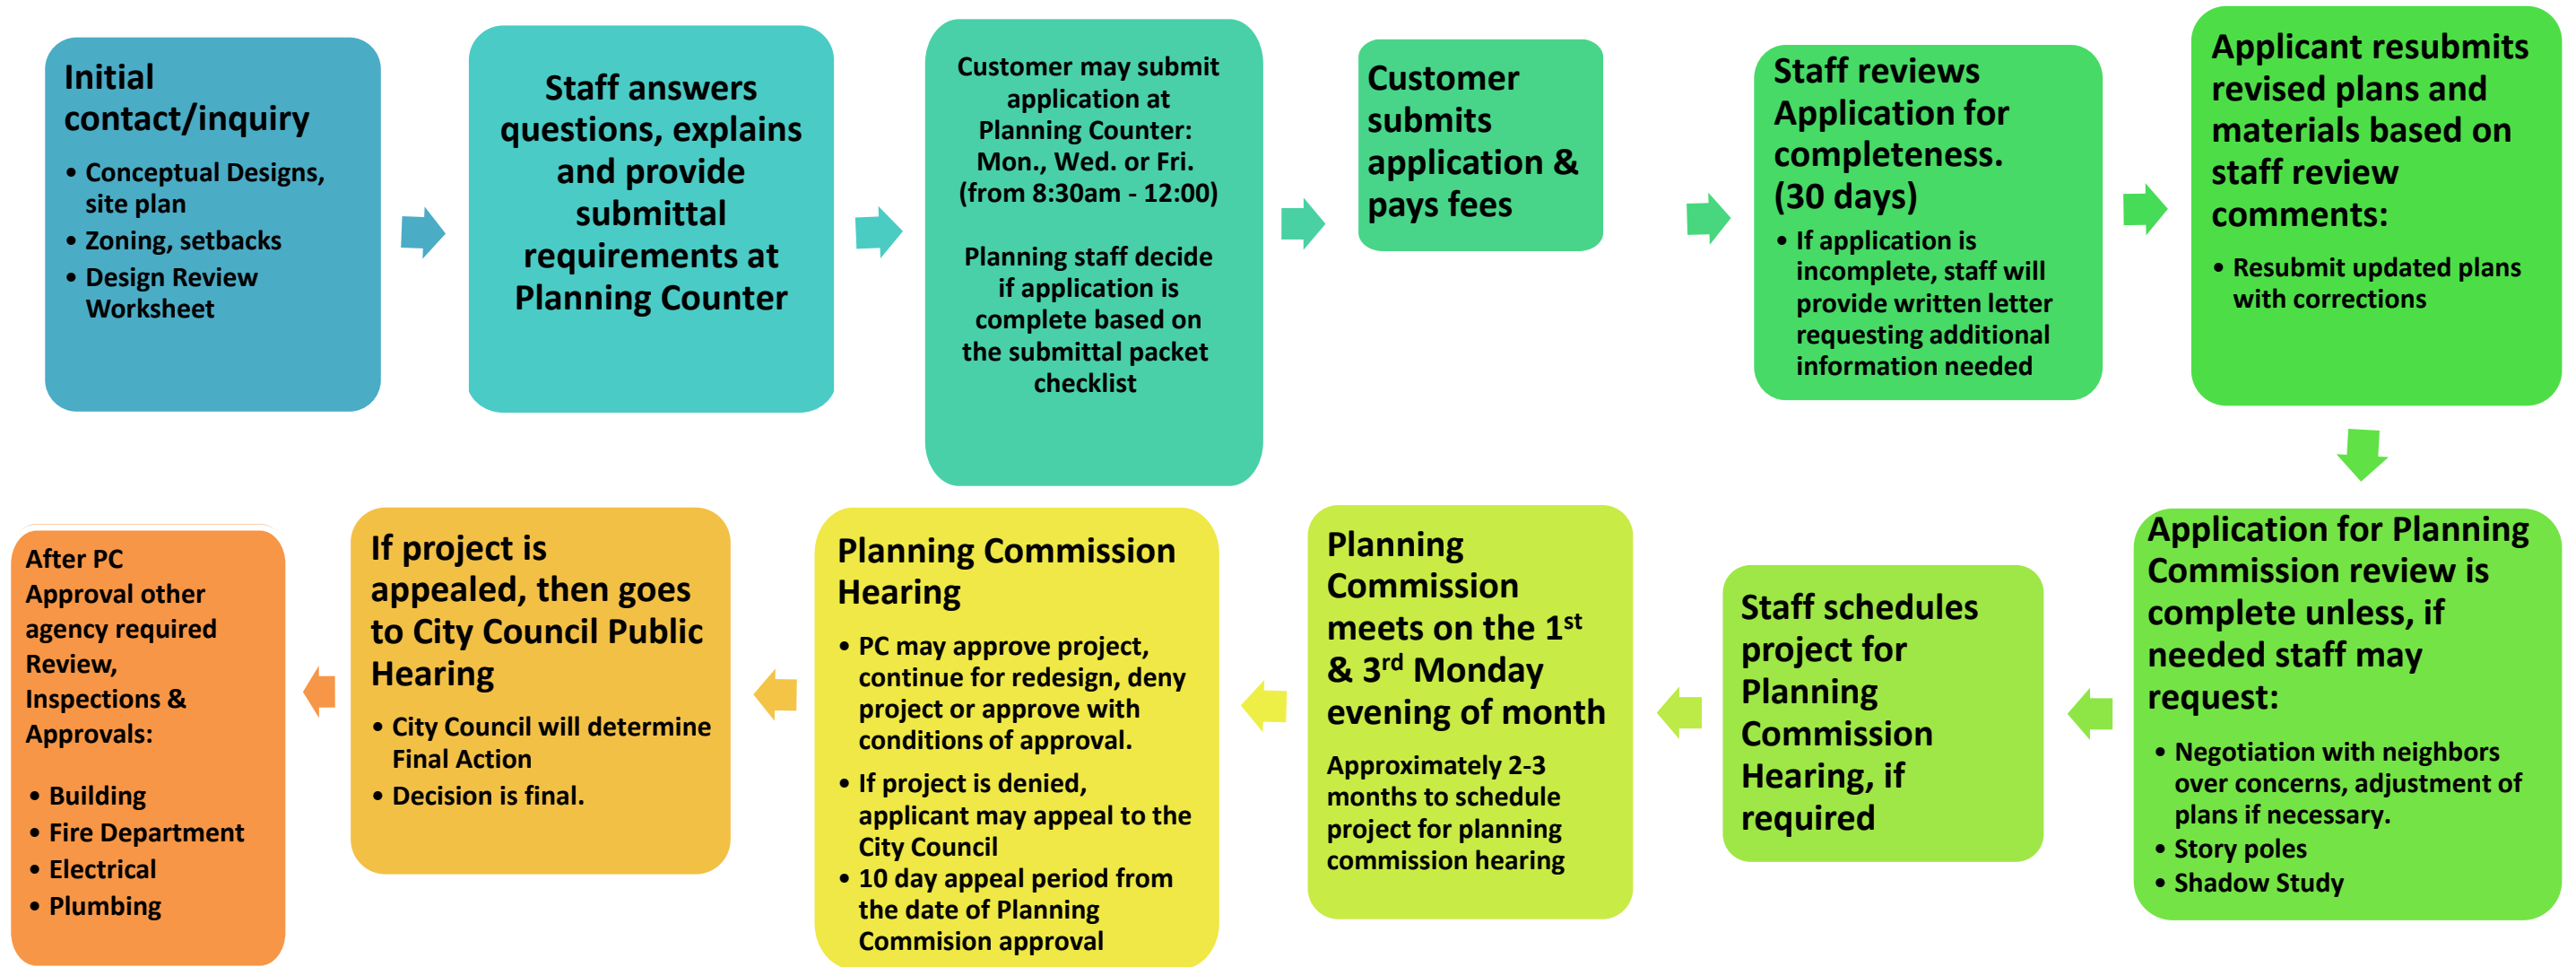 Initial
contact/inquiry
• Conceptual Designs,
site plan
• Zoning, setbacks
• Design Review
Worksheet
Staff answers
questions, explains
and provide
submittal
requirements at
Planning Counter
Customer may submit
application at
Planning Counter:
Mon., Wed. or Fri.
(from 8:30am - 12:00)
Planning staff decide
if application is
complete based on
the submittal packet
checklist
Customer
submits
application &
pays fees
Staff reviews
Application for
completeness.
(30 days)
• If application is
incomplete, staff will
provide written letter
requesting additional
information needed
Applicant resubmits
revised plans and
materials based on
staff review
comments:
• Resubmit updated plans
with corrections
Application for Planning
Commission review is
complete unless, if
needed staff may
request:
• Negotiation with neighbors
over concerns, adjustment of
plans if necessary.
• Story poles
• Shadow Study
Staff schedules
project for
Planning
Commission
Hearing, if
required
Planning
Commission
meets on the 1st
& 3rd Monday
evening of month
Approximately 2-3
months to schedule
project for planning
commission hearing
Planning Commission
Hearing
• PC may approve project,
continue for redesign, deny
project or approve with
conditions of approval.
• If project is denied,
applicant may appeal to the
City Council
• 10 day appeal period from
the date of Planning
Commision approval
If project is
appealed, then goes
to City Council Public
Hearing
• City Council will determine
Final Action
• Decision is final.
After PC
Approval other
agency required
Review,
Inspections &
Approvals:
• Building
• Fire Department
• Electrical
• Plumbing